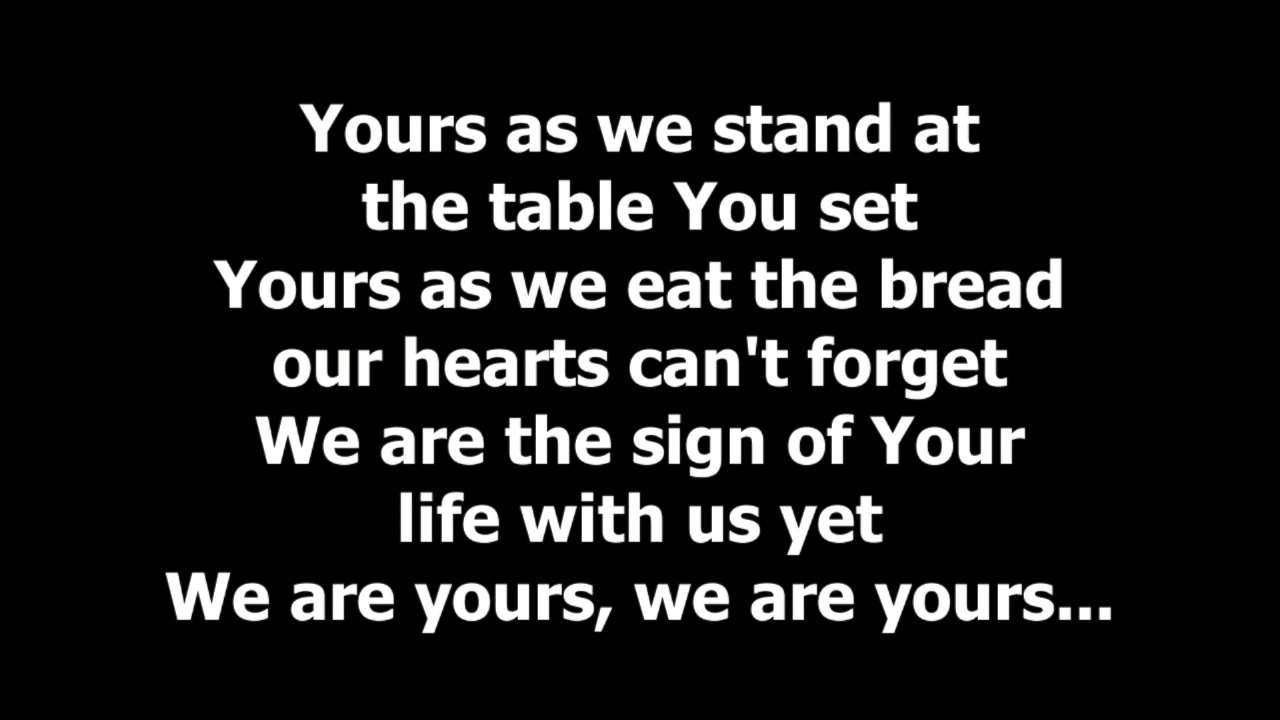 Yours as we stand at
the table You set
Yours as we eat the bread
our hearts can't forget
We are the sign of Your
life with us yet
We are yours, we are yours...